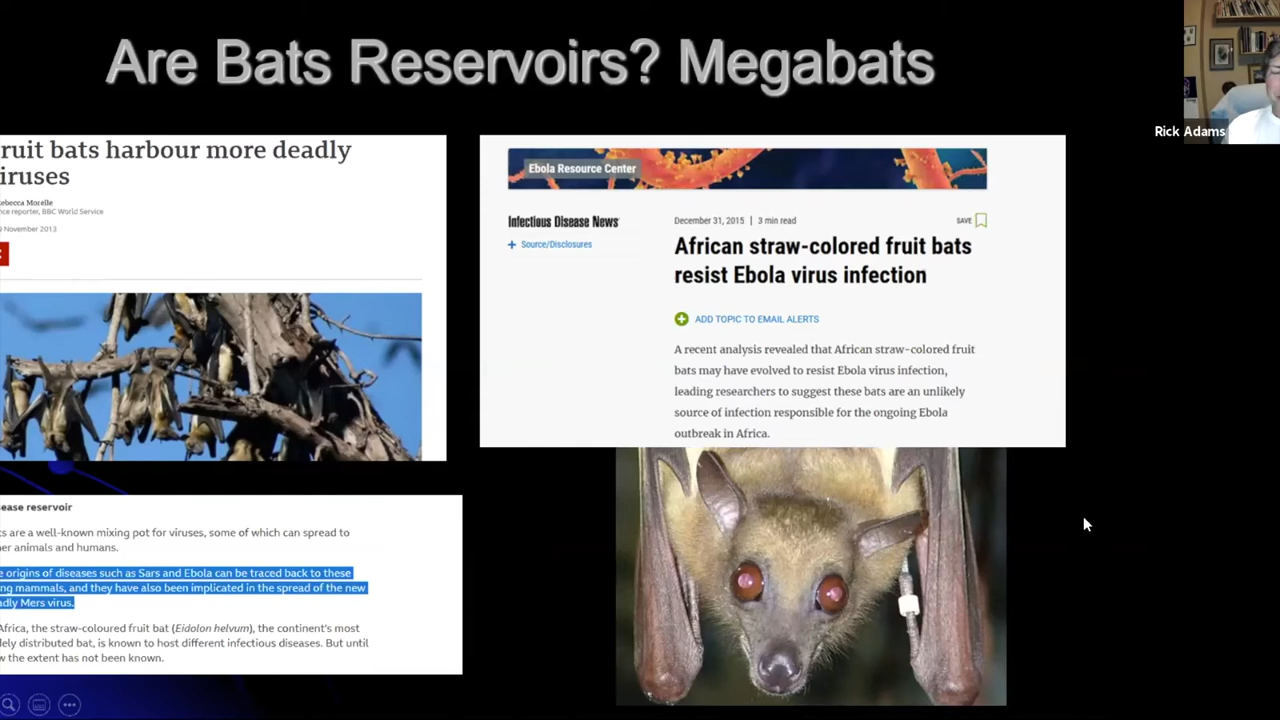 Are Bats Reservoirs? Megabats
Rick Adams
ruit bats harbour more deadly
iruses
ebecca Morelle
nce reporter, BBC World Service
November 2013
Ebola Resource Center
Infectious Disease News
Source/Disclosures
December 31, 2015 | 3 min read
SAVE
African straw-colored fruit bats
resist Ebola virus infection
ADD TOPIC TO EMAIL ALERTS
A recent analysis revealed that African straw-colored fruit
bats may have evolved to resist Ebola virus infection,
leading researchers to suggest these bats are an unlikely
source of infection responsible for the ongoing Ebola
outbreak in Africa.
ease reservoir
ts are a well-known mixing pot for viruses, some of which can spread to
er animals and humans.
e origins of diseases such as Sars and Ebola can be traced back to these
ng mammals, and they have also been implicated in the spread of the new
adly Mers virus.
Africa, the straw-coloured fruit bat (Eidolon helvum), the continent's most
dely distributed bat, is known to host different infectious diseases. But until
w the extent has not been known.